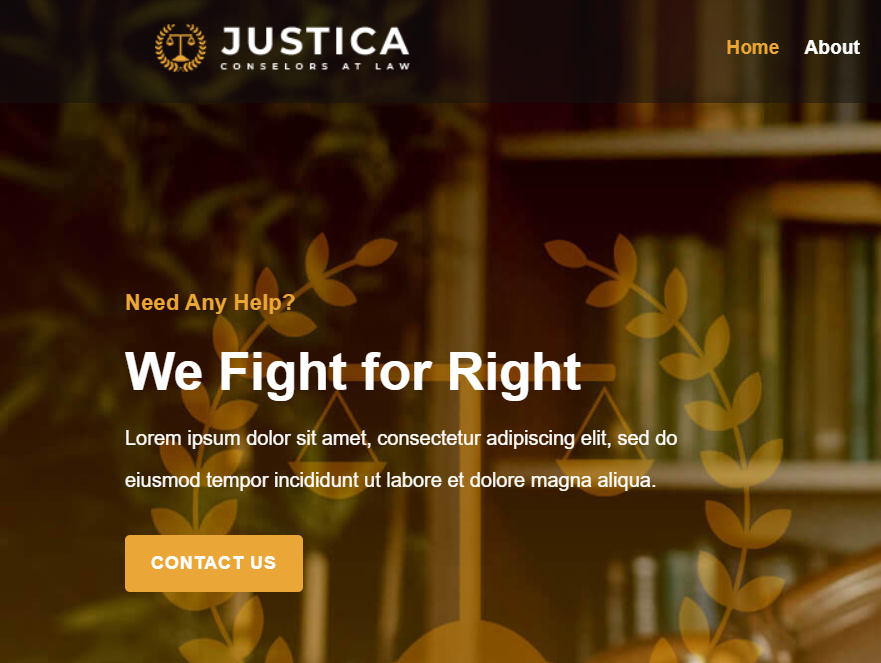 JUSTICA
CONSELORS AT LAW
Home About
Need Any Help?
We Fight for Right
Lorem ipsum dolor sit amet, consectetur adipiscing elit, sed do
eiusmod tempor incididunt ut labore et dolore magna aliqua.
CONTACT US